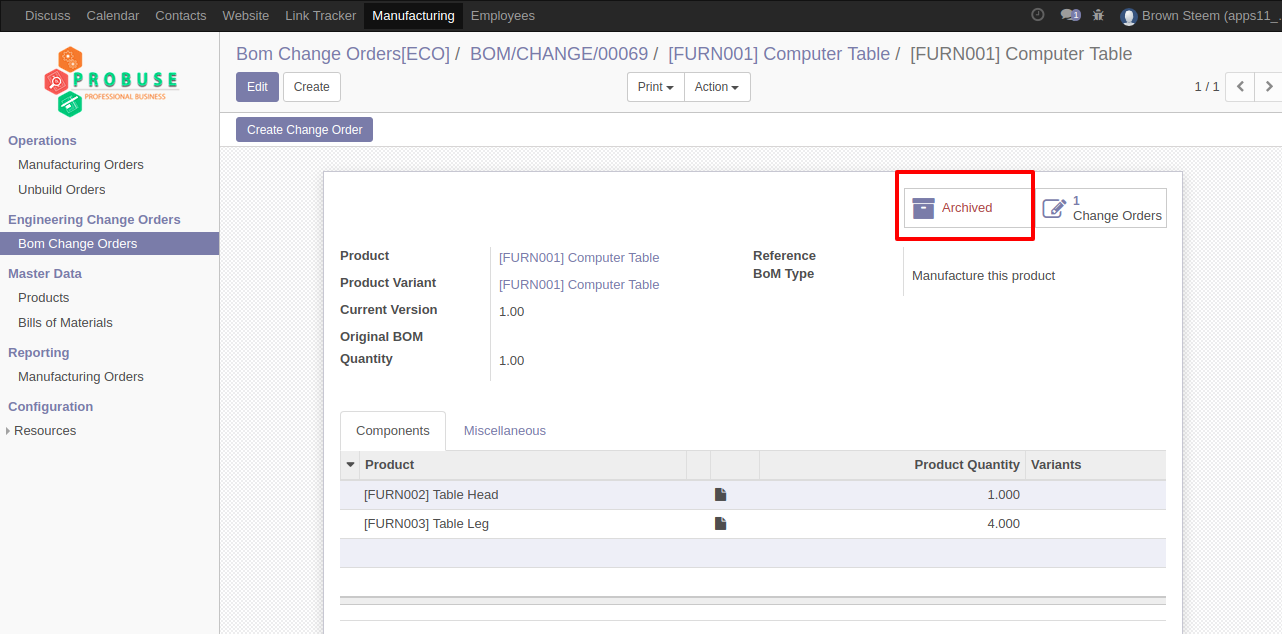 Discuss Calendar Contacts Website Link Tracker Manufacturing Employees 1 Brown Steem (apps11_
PROBUSE
PROFESSIONAL BUSINESS
Bom Change Orders[ECO] / BOM/CHANGE/00069 / [FURN001] Computer Table / [FURN001] Computer Table
Edit Create Print Action 1 / 1
Create Change Order
Operations
Manufacturing Orders
Unbuild Orders
Engineering Change Orders
Bom Change Orders
Master Data
Products
Bills of Materials
Reporting
Manufacturing Orders
Configuration
Resources
Archived
1
Change Orders
Product [FURN001] Computer Table
Product Variant [FURN001] Computer Table
Current Version 1.00
Original BOM
Quantity 1.00
Reference
BoM Type Manufacture this product
Components Miscellaneous
Product Product Quantity Variants
[FURN002] Table Head 1.000
[FURN003] Table Leg 4.000